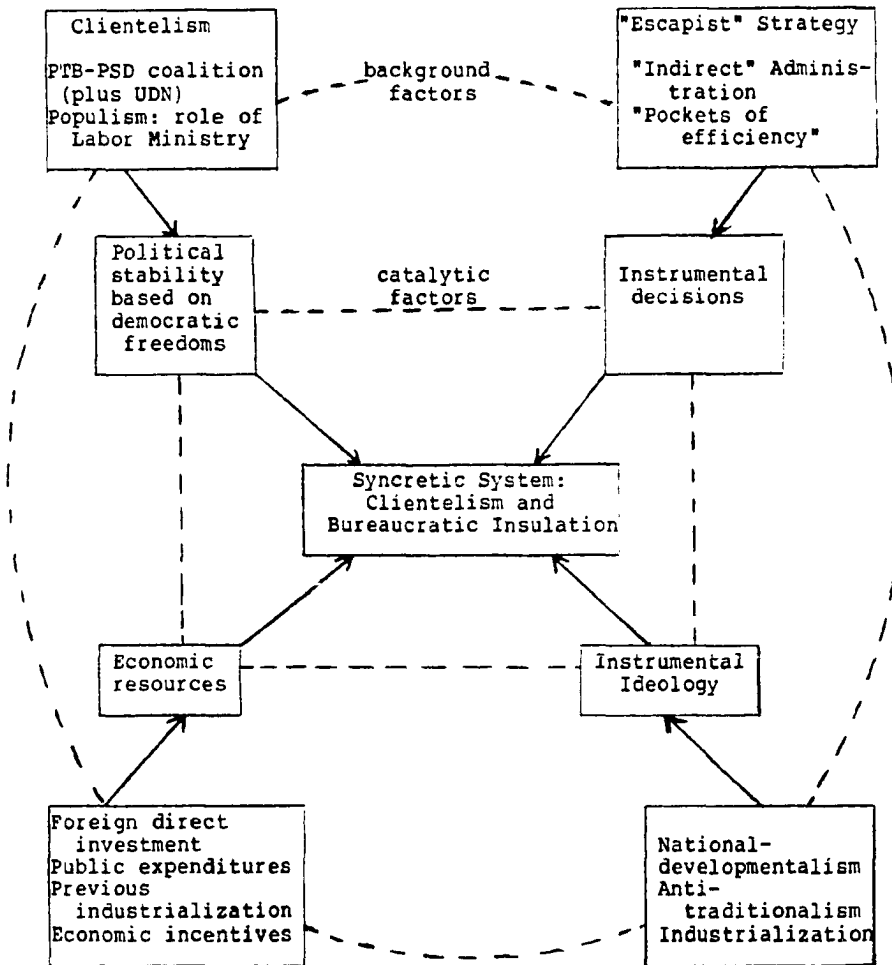 Clientelism
PTB-PSD coalition
(plus UDN)
Populism: role of
Labor Ministry
background
factors
"Escapist" Strategy
"Indirect" Adminis-
tration
"Pockets of
efficiency"
Political
stability
based on
democratic
freedoms
catalytic
factors
Instrumental
decisions
Syncretic System:
Clientelism and
Bureaucratic Insulation
Economic
resources
Instrumental
Ideology
Foreign direct
investment
Public expenditures
Previous
industrialization
Economic incentives
National-
developmentalism
Anti-
traditionalism
Industrialization